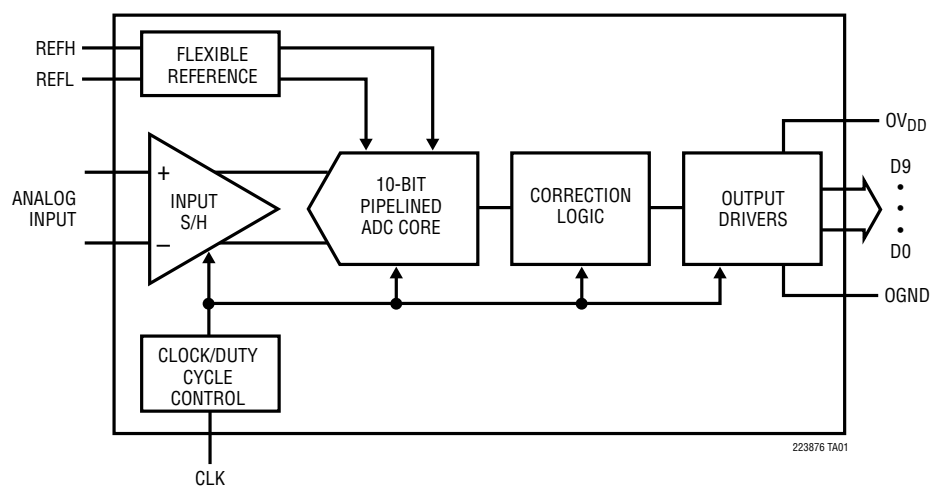 REFH
REFL
FLEXIBLE
REFERENCE
OVDD
ANALOG
INPUT
+
−
INPUT
S/H
10-BIT
PIPELINED
ADC CORE
CORRECTION
LOGIC
OUTPUT
DRIVERS
D9
•
•
•
D0
OGND
CLOCK/DUTY
CYCLE
CONTROL
CLK
223876 TA01